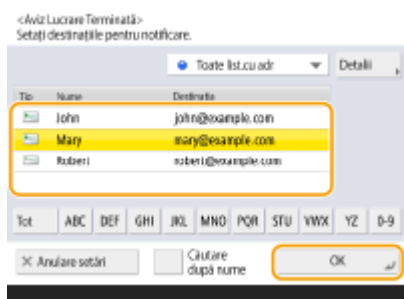 <Aviz Lucrare Terminată>
Setați destinațiile pentru notificare.
Toate list.cu adr
Detalii
Tip Nume Destinatia
John john@example.com
Mary mary@example.com
Robert robert@example.com
Tot ABC DEF GHI JKL MNO PQR STU VWX YZ 0-9
× Anulare setări
Căutare
după nume
OK